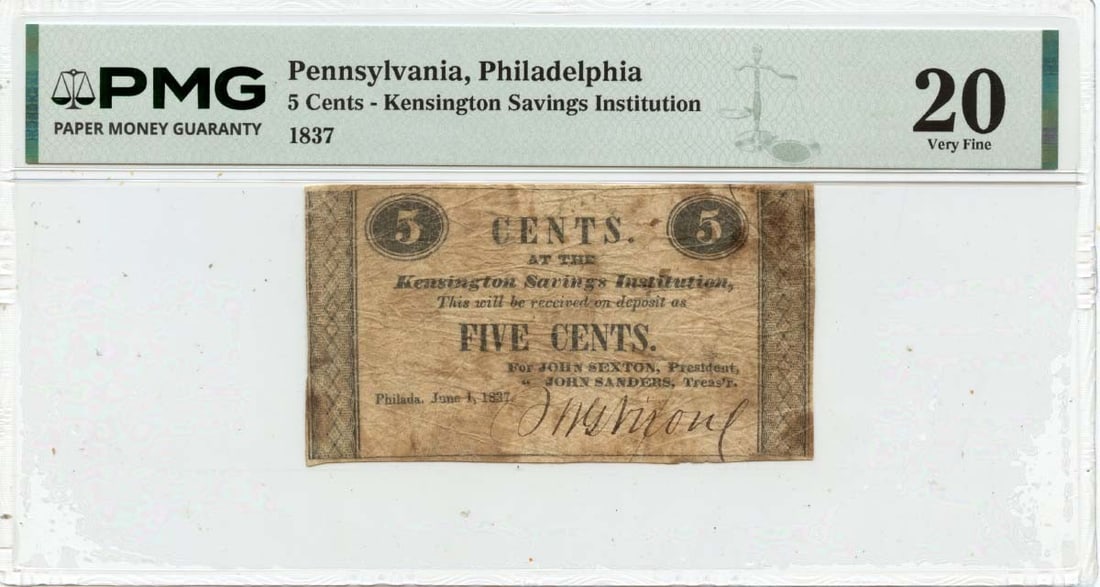 PMG
PAPER MONEY GUARANTY
Pennsylvania, Philadelphia
5 Cents - Kensington Savings Institution
1837
20
Very Fine
5 5
CENTS.
AT THE
Kensington Savings Institution,
This will be received on deposit as
FIVE CENTS.
For JOHN SEXTON, President,
" JOHN SANDERS, Treas'r.
Philada. June 1, 1837